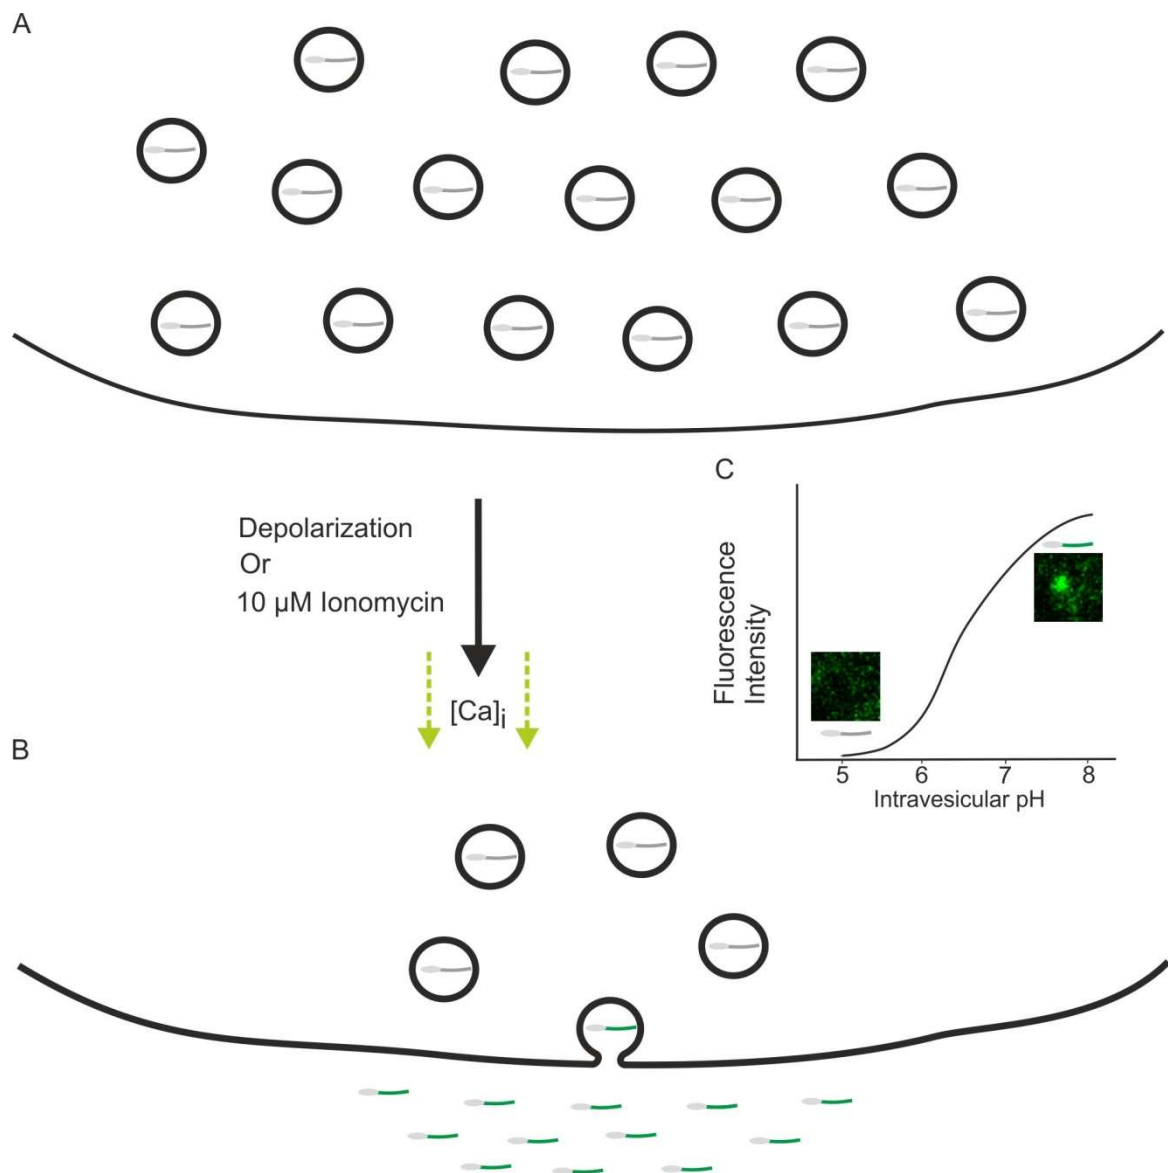 A
Depolarization
Or
10 µM Ionomycin
[Ca]i
C
Fluorescence
Intensity
5 6 7 8
Intravesicular pH
B